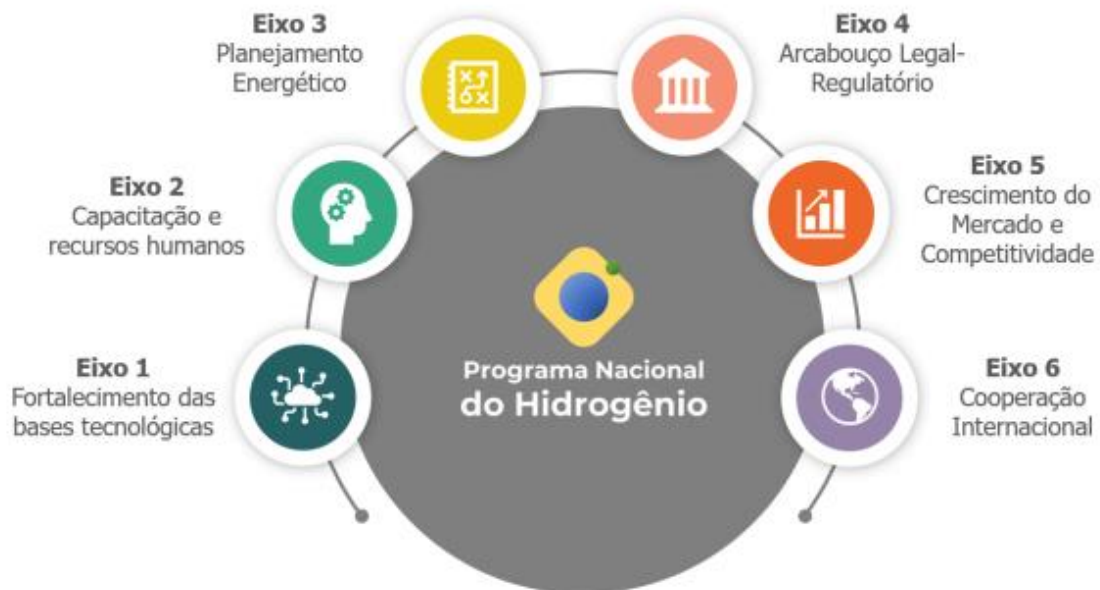 Eixo 3
Planejamento
Energético
Eixo 4
Arcabouço Legal-
Regulatório
Eixo 2
Capacitação e
recursos humanos
Eixo 5
Crescimento do
Mercado e
Competitividade
Programa Nacional
do Hidrogênio
Eixo 1
Fortalecimento das
bases tecnológicas
Eixo 6
Cooperação
Internacional